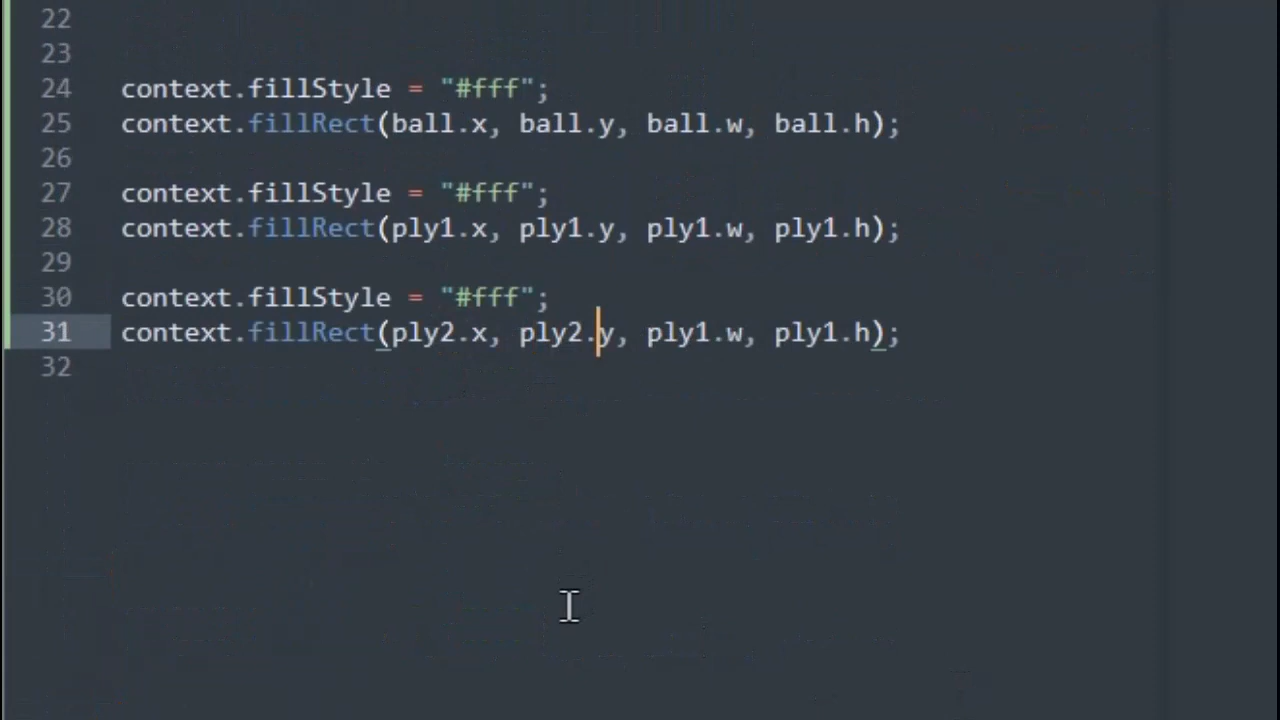 22
23
24 context.fillStyle = "#fff";
25 context.fillRect(ball.x, ball.y, ball.w, ball.h);
26
27 context.fillStyle = "#fff";
28 context.fillRect(ply1.x, ply1.y, ply1.w, ply1.h);
29
30 context.fillStyle = "#fff";
31 context.fillRect(ply2.x, ply2.y, ply1.w, ply1.h);
32